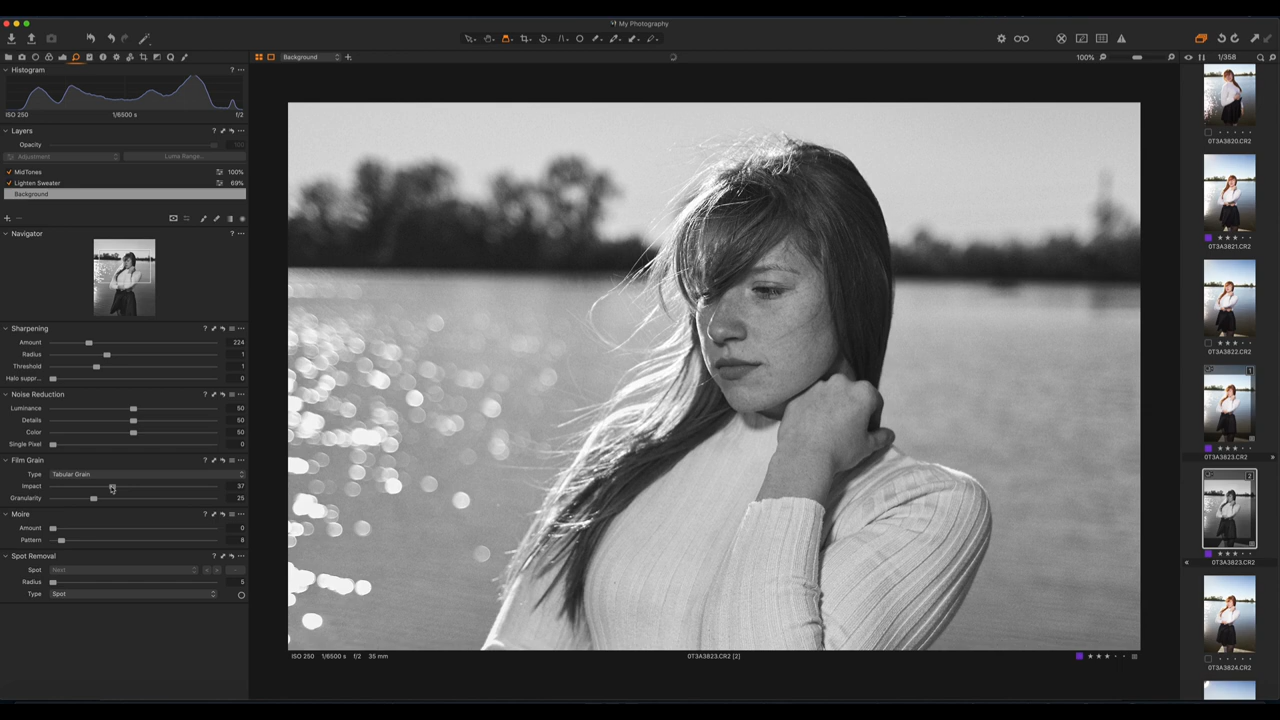 My Photography
Background
100%
1/358
Histogram ?
ISO 250 1/6500 s f/2
Layers ?
Opacity 100
Adjustment Luma Range...
MidTones 100%
Lighten Sweater 69%
Background
Navigator ?
Sharpening ?
Amount 224
Radius 1
Threshold 1
Halo suppr... 0
Noise Reduction ?
Luminance 50
Details 50
Color 50
Single Pixel 0
Film Grain ?
Type Tabular Grain
Impact 37
Granularity 25
Moire ?
Amount 0
Pattern 8
Spot Removal ?
Spot Next
Radius 5
Type Spot
ISO 250 1/6500 s f/2 35 mm
0T3A3823.CR2 [2]
0T3A3820.CR2
0T3A3821.CR2
0T3A3822.CR2
1
0T3A3823.CR2
2
0T3A3823.CR2
0T3A3824.CR2